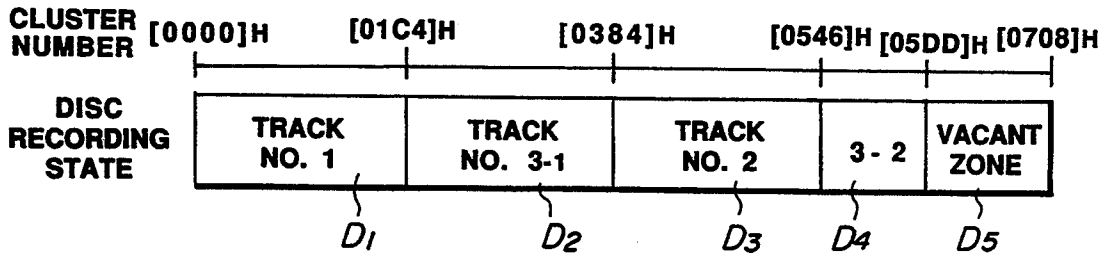 CLUSTER
NUMBER [0000]H [01C4]H [0384]H [0546]H [05DD]H [0708]H
DISC
RECORDING
STATE
TRACK
NO. 1
TRACK
NO. 3-1
TRACK
NO. 2
3-2
VACANT
ZONE
D1 D2 D3 D4 D5